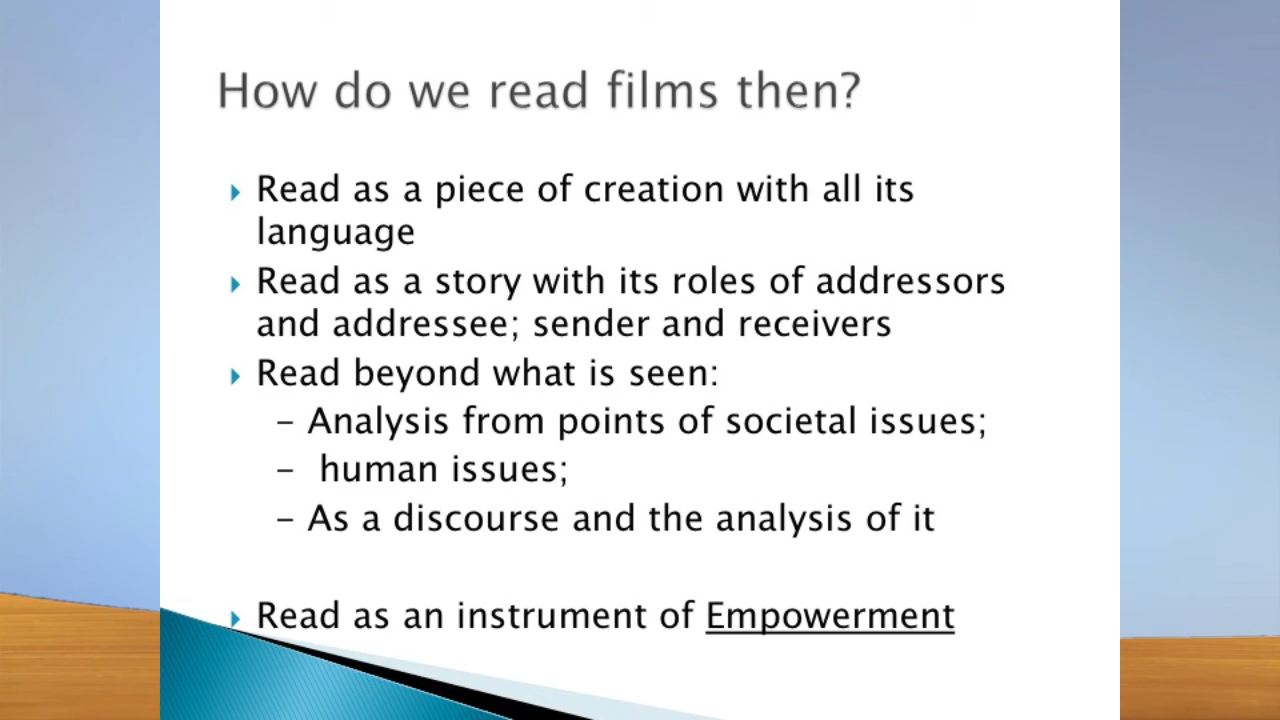 How do we read films then?
Read as a piece of creation with all its
language
Read as a story with its roles of addressors
and addressee; sender and receivers
Read beyond what is seen:
– Analysis from points of societal issues;
– human issues;
– As a discourse and the analysis of it
Read as an instrument of Empowerment